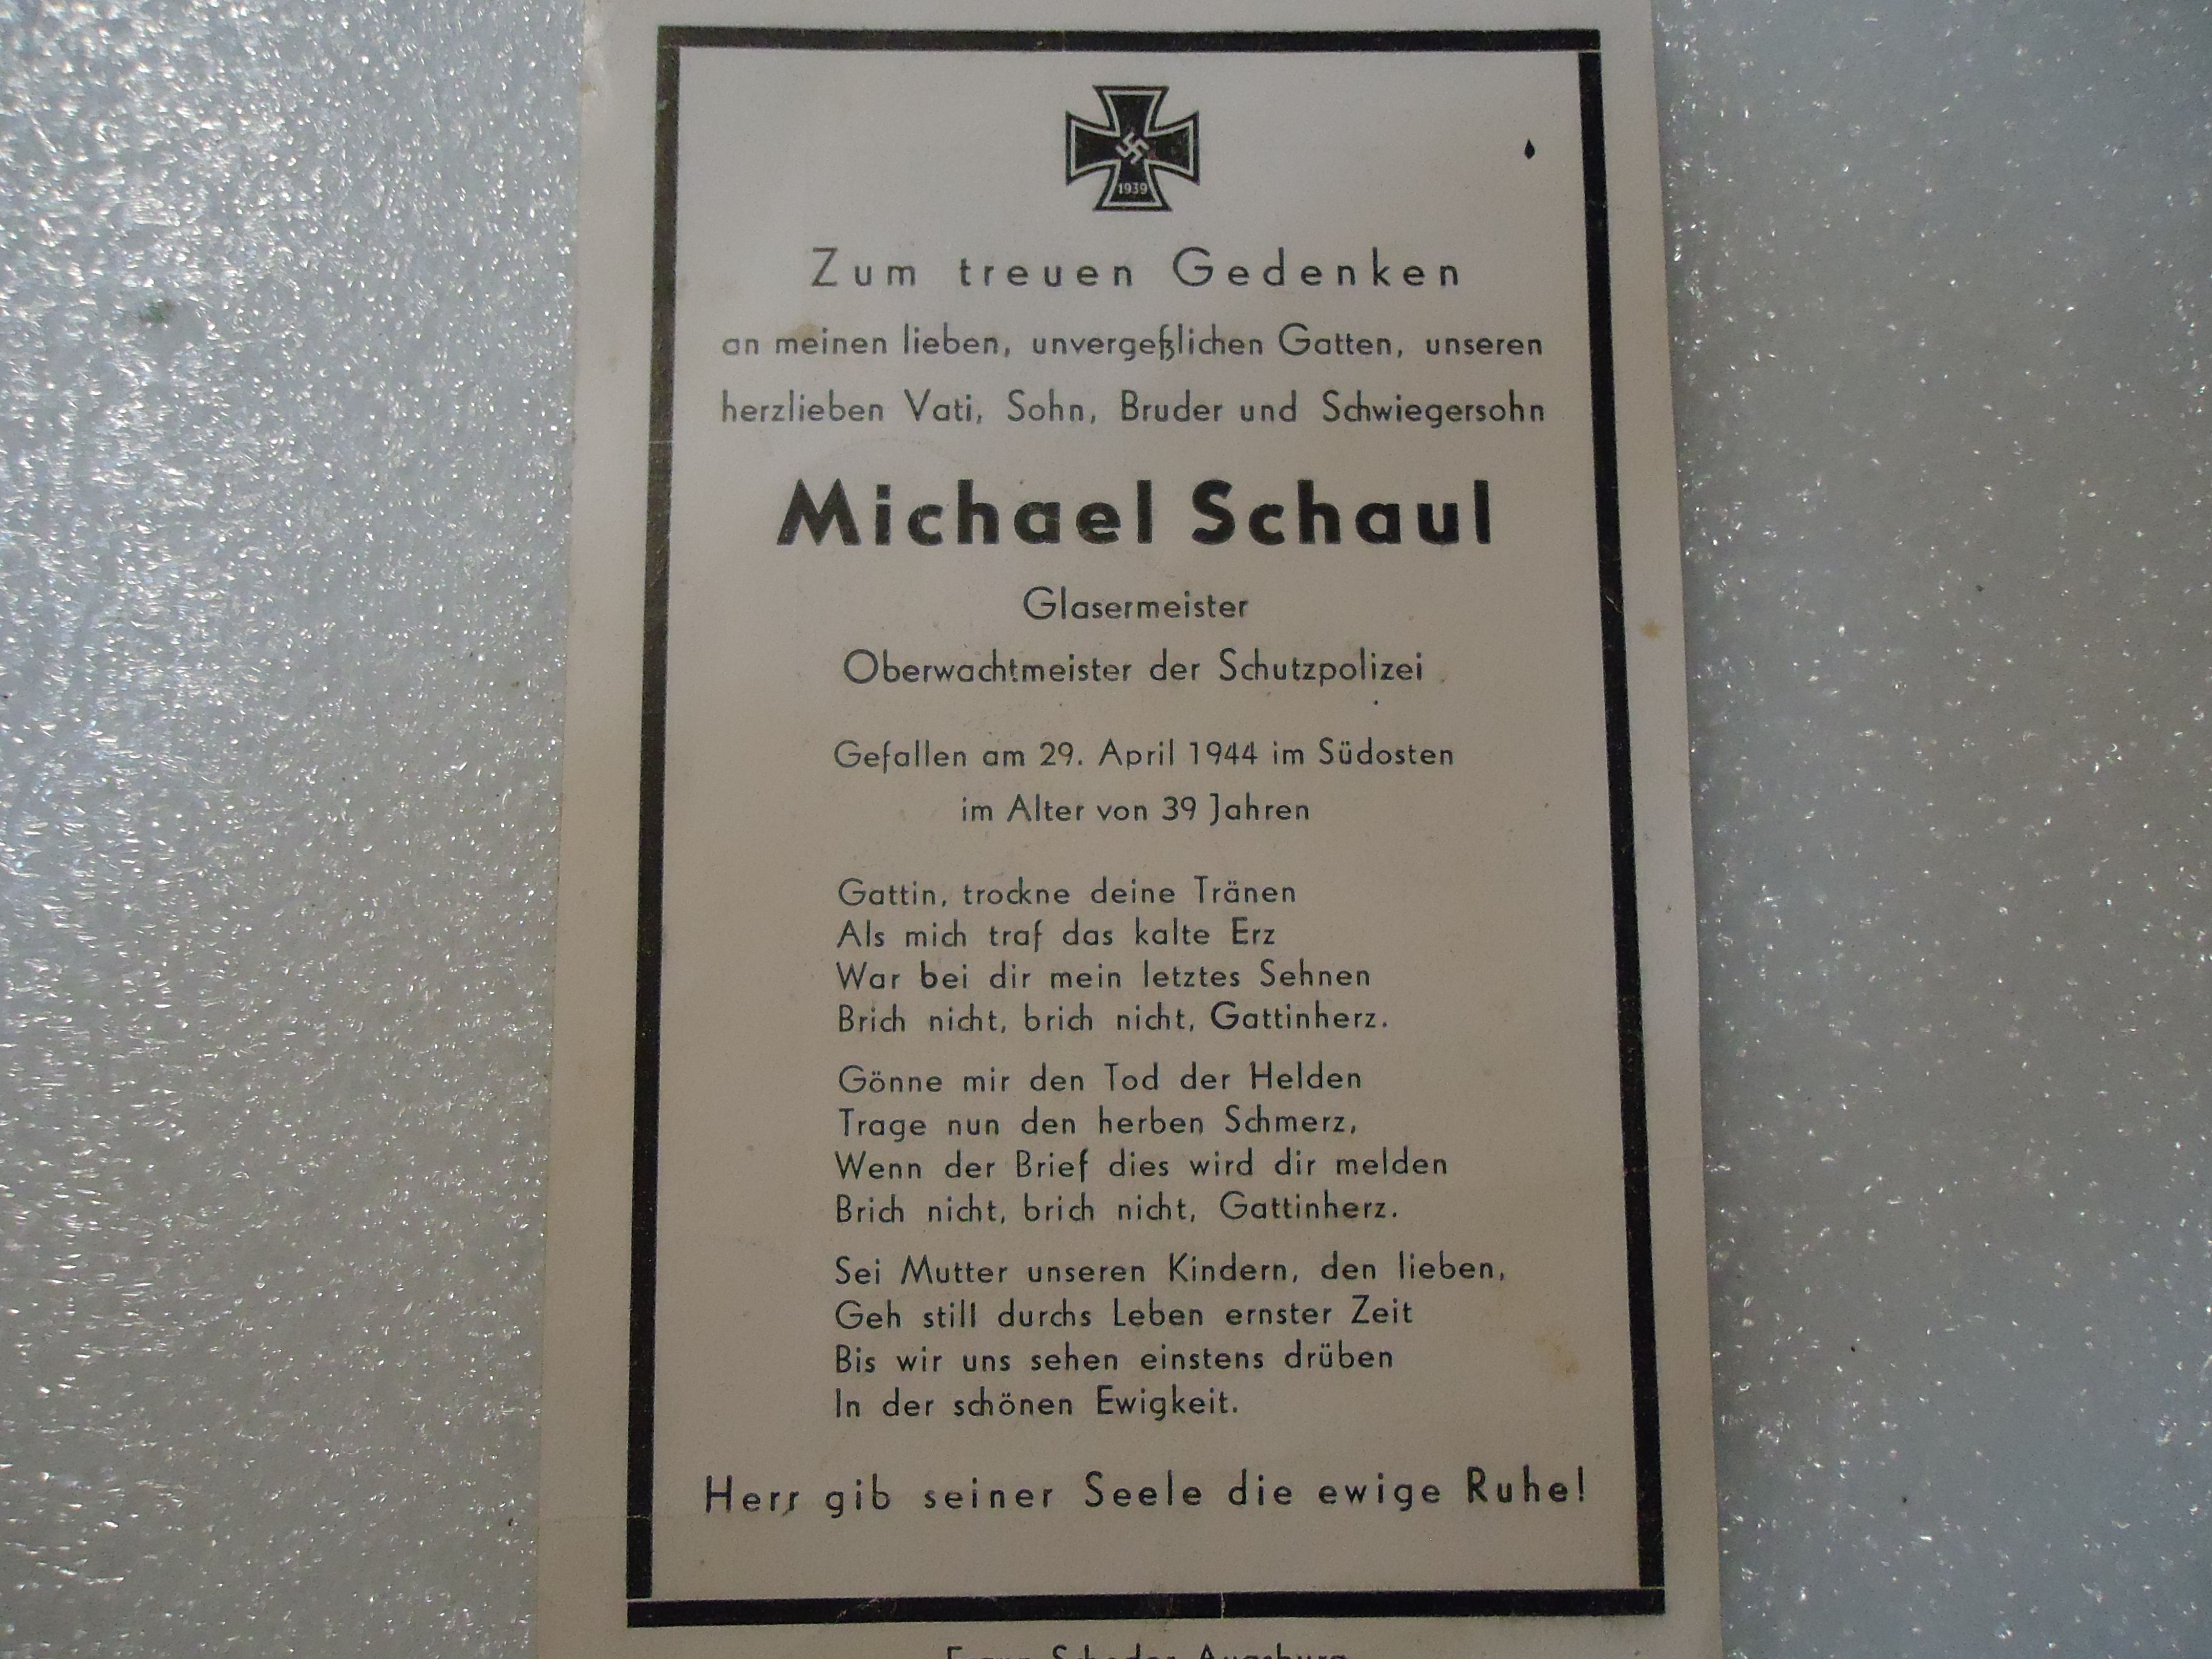 1939
Zum treuen Gedenken
an meinen lieben, unvergeßlichen Gatten, unseren
herzlieben Vati, Sohn, Bruder und Schwiegersohn
Michael Schaul
Glasermeister
Oberwachtmeister der Schutzpolizei
Gefallen am 29. April 1944 im Südosten
im Alter von 39 Jahren
Gattin, trockne deine Tränen
Als mich traf das kalte Erz
War bei dir mein letztes Sehnen
Brich nicht, brich nicht, Gattinherz.
Gönne mir den Tod der Helden
Trage nun den herben Schmerz,
Wenn der Brief dies wird dir melden
Brich nicht, brich nicht, Gattinherz.
Sei Mutter unseren Kindern, den lieben,
Geh still durchs Leben ernster Zeit
Bis wir uns sehen einstens drüben
In der schönen Ewigkeit.
Herr gib seiner Seele die ewige Ruhe!